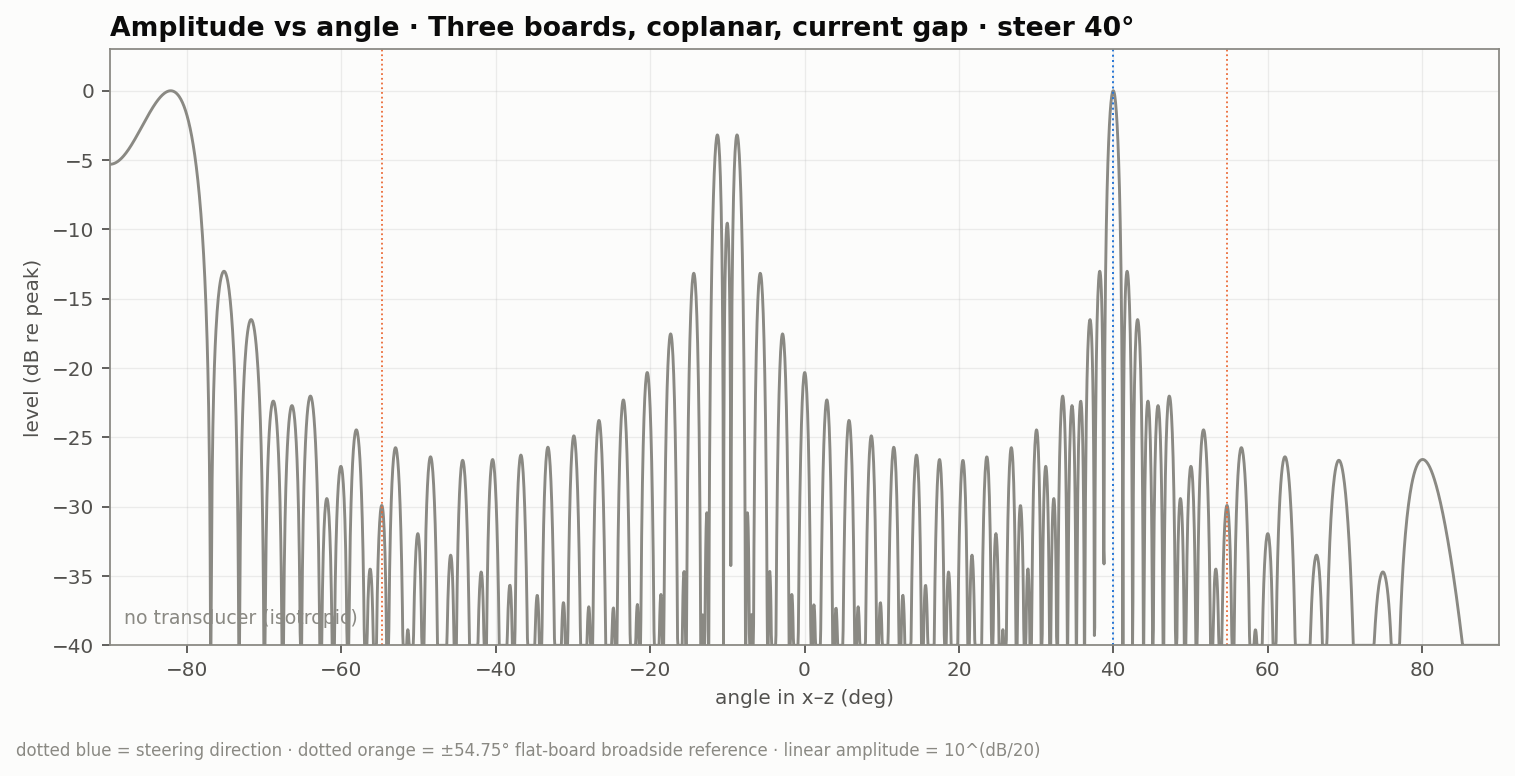 Amplitude vs angle · Three boards, coplanar, current gap · steer 40°
level (dB re peak)
0
−5
−10
−15
−20
−25
−30
−35
−40
no transducer (isotropic)
−80 −60 −40 −20 0 20 40 60 80
angle in x–z (deg)
dotted blue = steering direction · dotted orange = ±54.75° flat-board broadside reference · linear amplitude = 10^(dB/20)